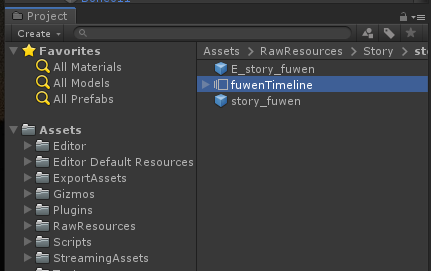 Project
Create
Favorites
All Materials
All Models
All Prefabs
Assets
Editor
Editor Default Resources
ExportAssets
Gizmos
Plugins
RawResources
Scripts
StreamingAssets
Assets > RawResources > Story >
E_story_fuwen
fuwenTimeline
story_fuwen